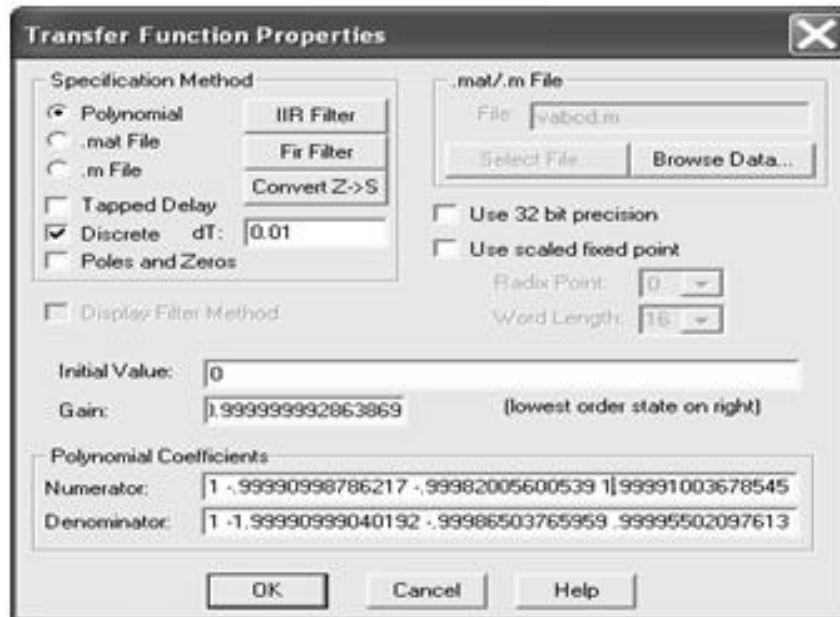 Transfer Function Properties
Specification Method
Polynomial
IIR Filter
.mat File
Fir Filter
.m File
Convert Z->S
Tapped Delay
Discrete dT: 0.01
Poles and Zeros
.mat/.m File
File vabcd.m
Select File...
Browse Data...
Use 32 bit precision
Use scaled fixed point
Radix Point: 0
Word Length: 16
Display Filter Method
Initial Value: 0
Gain: ).999999992863869 (lowest order state on right)
Polynomial Coefficients
Numerator: 1 -.99990998786217 -.99982005600539 1.99991003678545
Denominator: 1 -1.99990999040192 -.99986503765959 .99995502097613
OK Cancel Help